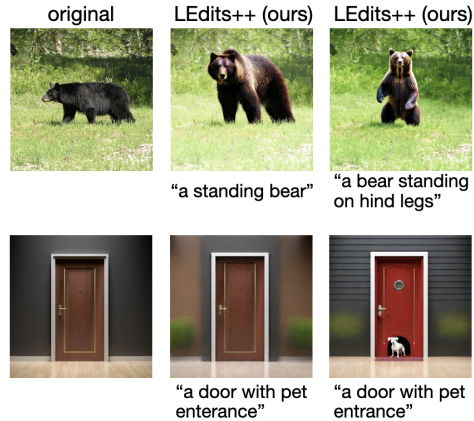 original
LEdits++ (ours)
LEdits++ (ours)
“a standing bear”
“a bear standing
on hind legs”
“a door with pet
enterance”
“a door with pet
entrance”